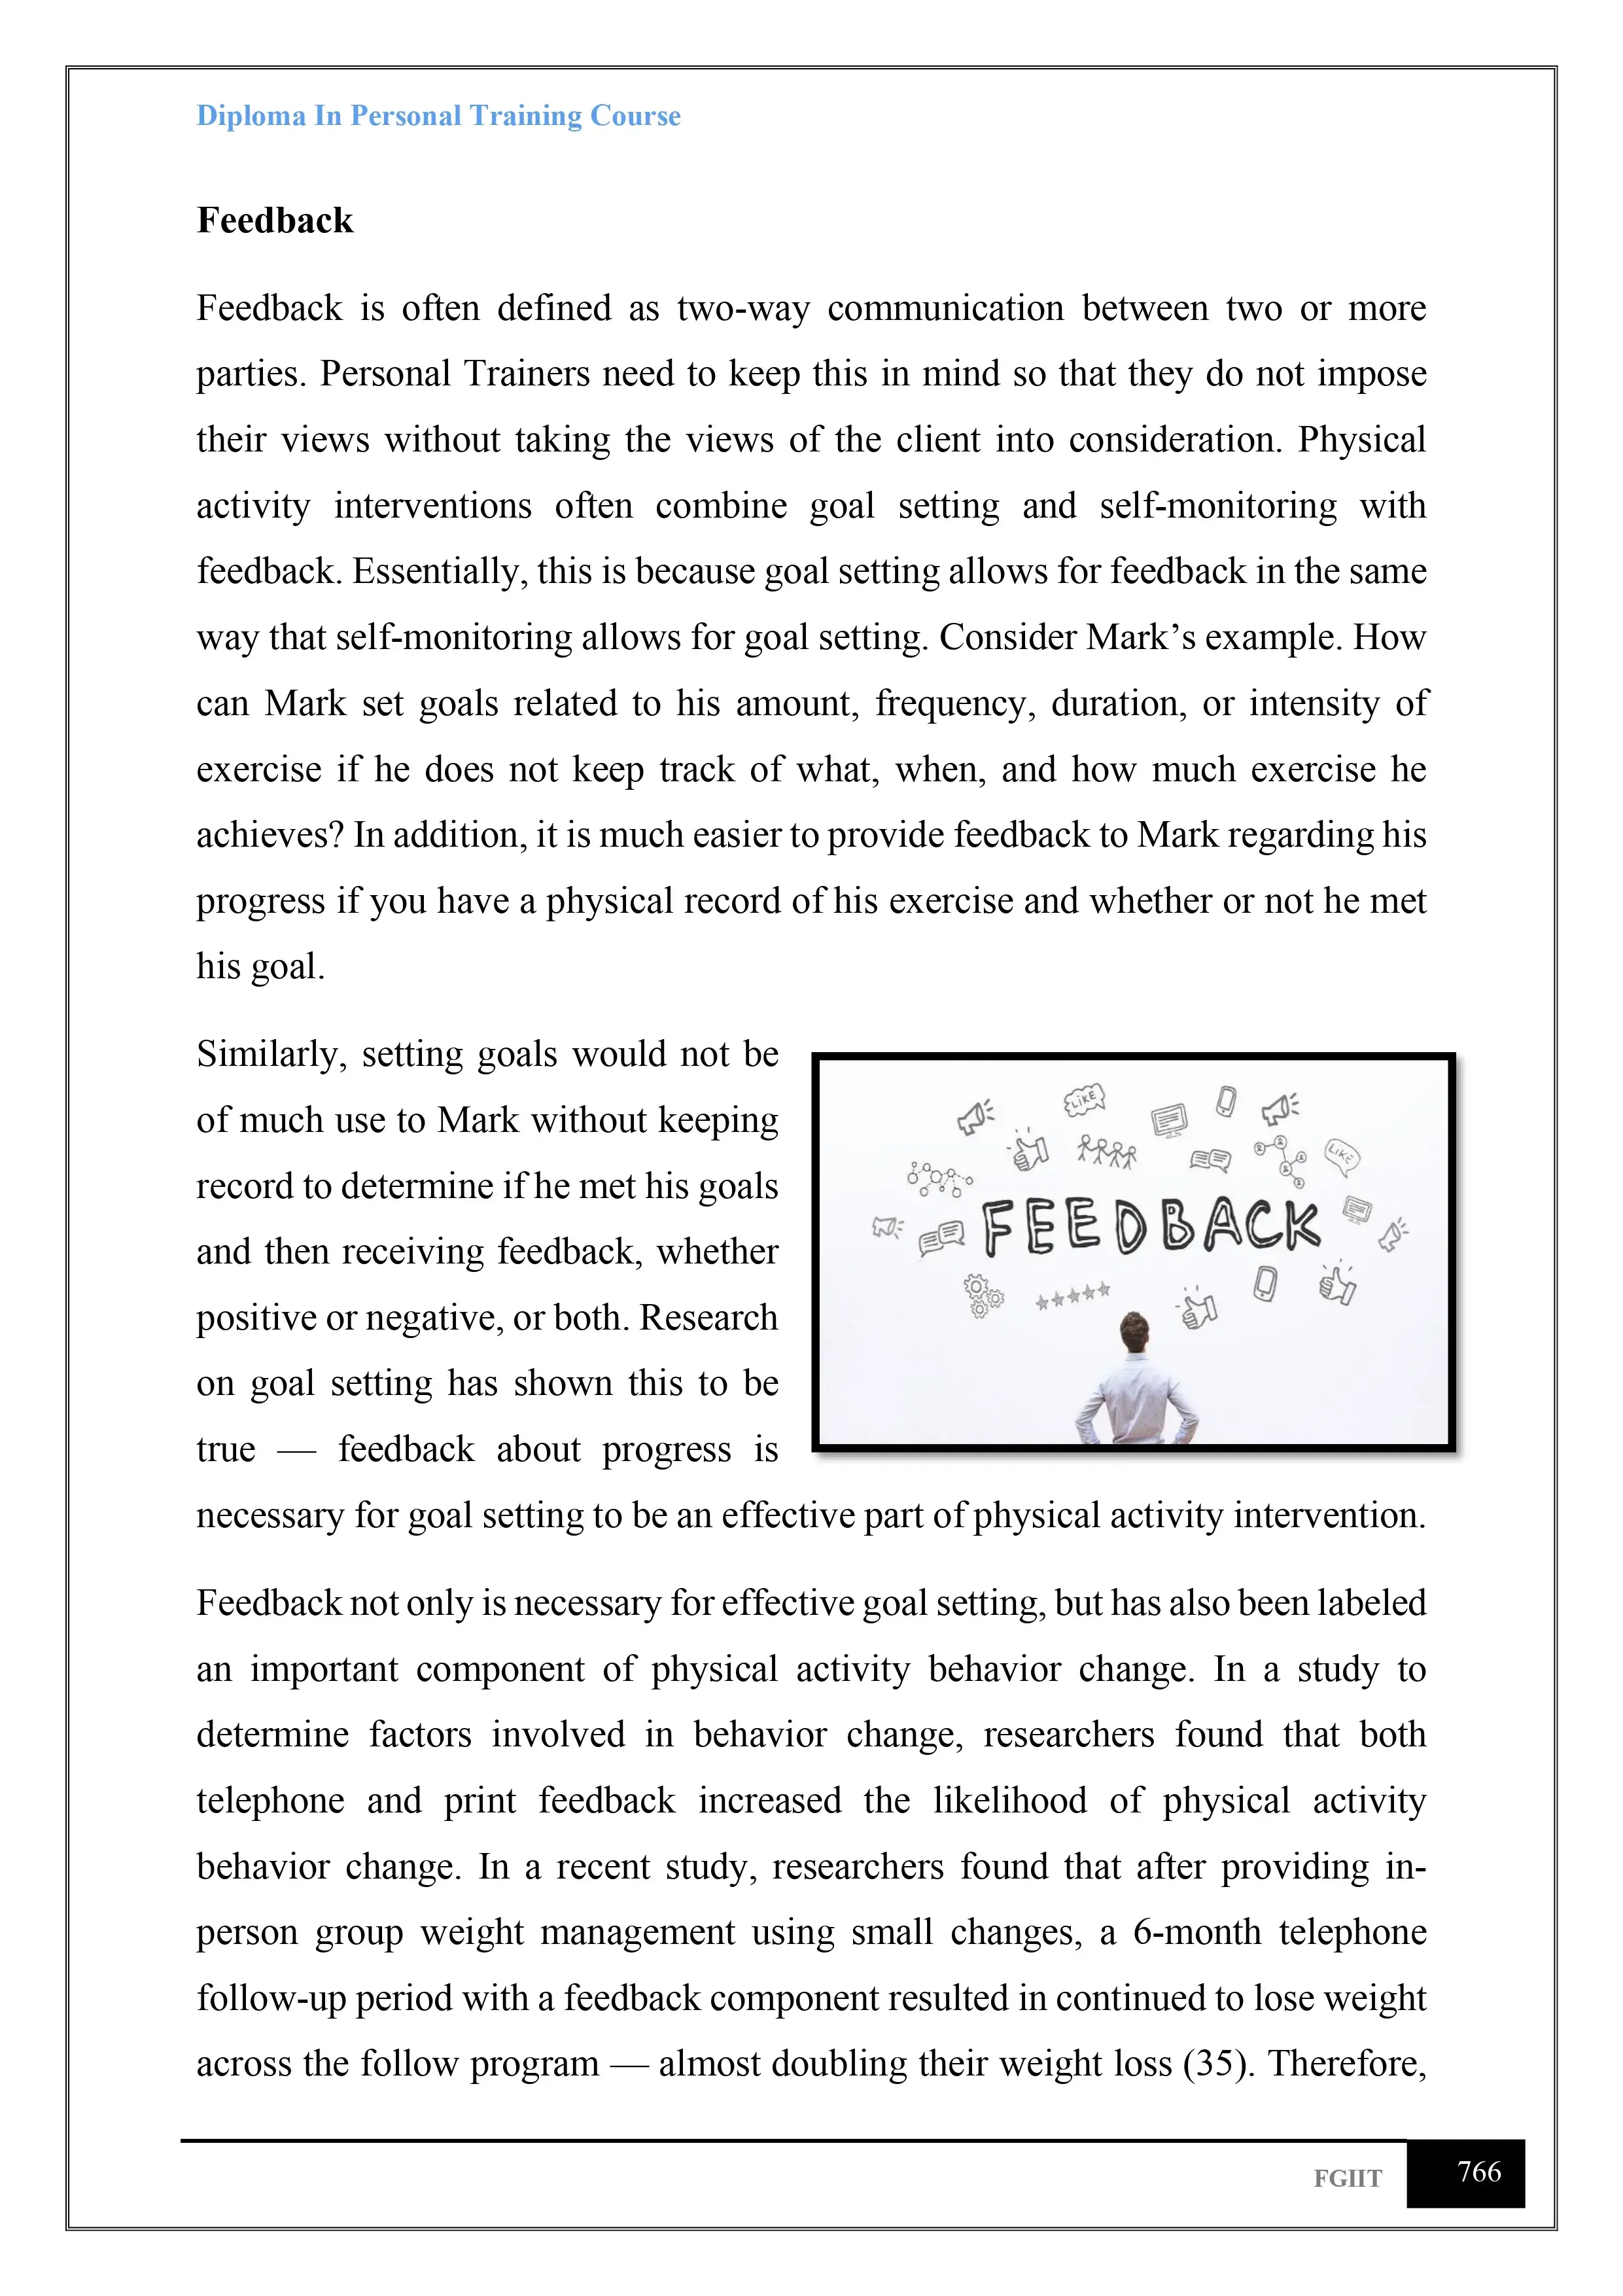 Diploma In Personal Training Course
Feedback
Feedback is often defined as two-way communication between two or more
parties. Personal Trainers need to keep this in mind so that they do not impose
their views without taking the views of the client into consideration. Physical
activity interventions often combine goal setting and self-monitoring with
feedback. Essentially, this is because goal setting allows for feedback in the same
way that self-monitoring allows for goal setting. Consider Mark’s example. How
can Mark set goals related to his amount, frequency, duration, or intensity of
exercise if he does not keep track of what, when, and how much exercise he
achieves? In addition, it is much easier to provide feedback to Mark regarding his
progress if you have a physical record of his exercise and whether or not he met
his goal.
Similarly, setting goals would not be
of much use to Mark without keeping
record to determine if he met his goals
and then receiving feedback, whether
positive or negative, or both. Research
on goal setting has shown this to be
true — feedback about progress is
LIKE
LIKE
FEEDBACK
necessary for goal setting to be an effective part of physical activity intervention.
Feedback not only is necessary for effective goal setting, but has also been labeled
an important component of physical activity behavior change. In a study to
determine factors involved in behavior change, researchers found that both
telephone and print feedback increased the likelihood of physical activity
behavior change. In a recent study, researchers found that after providing in-
person group weight management using small changes, a 6-month telephone
follow-up period with a feedback component resulted in continued to lose weight
across the follow program — almost doubling their weight loss (35). Therefore,
FGIIT 766